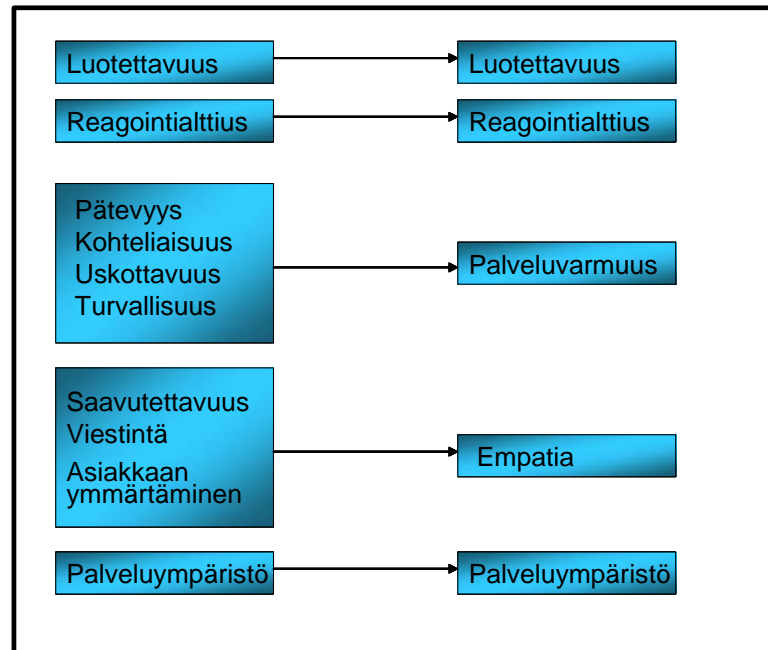 Luotettavuus
Luotettavuus
Reagointialttius
Reagointialttius
Pätevyys
Kohteliaisuus
Uskottavuus
Turvallisuus
Palveluvarmuus
Saavutettavuus
Viestintä
Asiakkaan
ymmärtäminen
Empatia
Palveluympäristö
Palveluympäristö